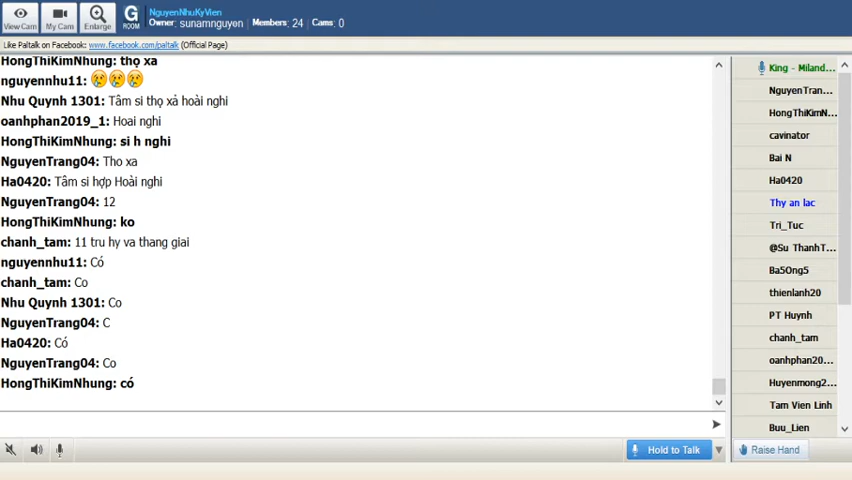 NguyenNhuKyVien
Owner: sunamnguyen Members: 24 Cams: 0
View Cam My Cam Enlarge G ROOM
Like Paltalk on Facebook: www.facebook.com/paltalk (Official Page)
HongThiKimNhung: thọ xa
nguyennhu11:
Nhu Quynh 1301: Tâm si thọ xả hoài nghi
oanhphan2019_1: Hoai nghi
HongThiKimNhung: si h nghi
NguyenTrang04: Tho xa
Ha0420: Tâm si hợp Hoài nghi
NguyenTrang04: 12
HongThiKimNhung: ko
chanh_tam: 11 tru hy va thang giai
nguyennhu11: Có
chanh_tam: Co
Nhu Quynh 1301: Co
NguyenTrang04: C
Ha0420: Có
NguyenTrang04: Co
HongThiKimNhung: có
King - Miland...
NguyenTran...
HongThiKimN...
cavinator
Bai N
Ha0420
Thy an lac
Tri_Tuc
@Su ThanhT...
Ba5Ong5
thienlanh20
PT Huynh
chanh_tam
oanhphan20...
Huyenmong2...
Tam Vien Linh
Buu_Lien
Hold to Talk
Raise Hand